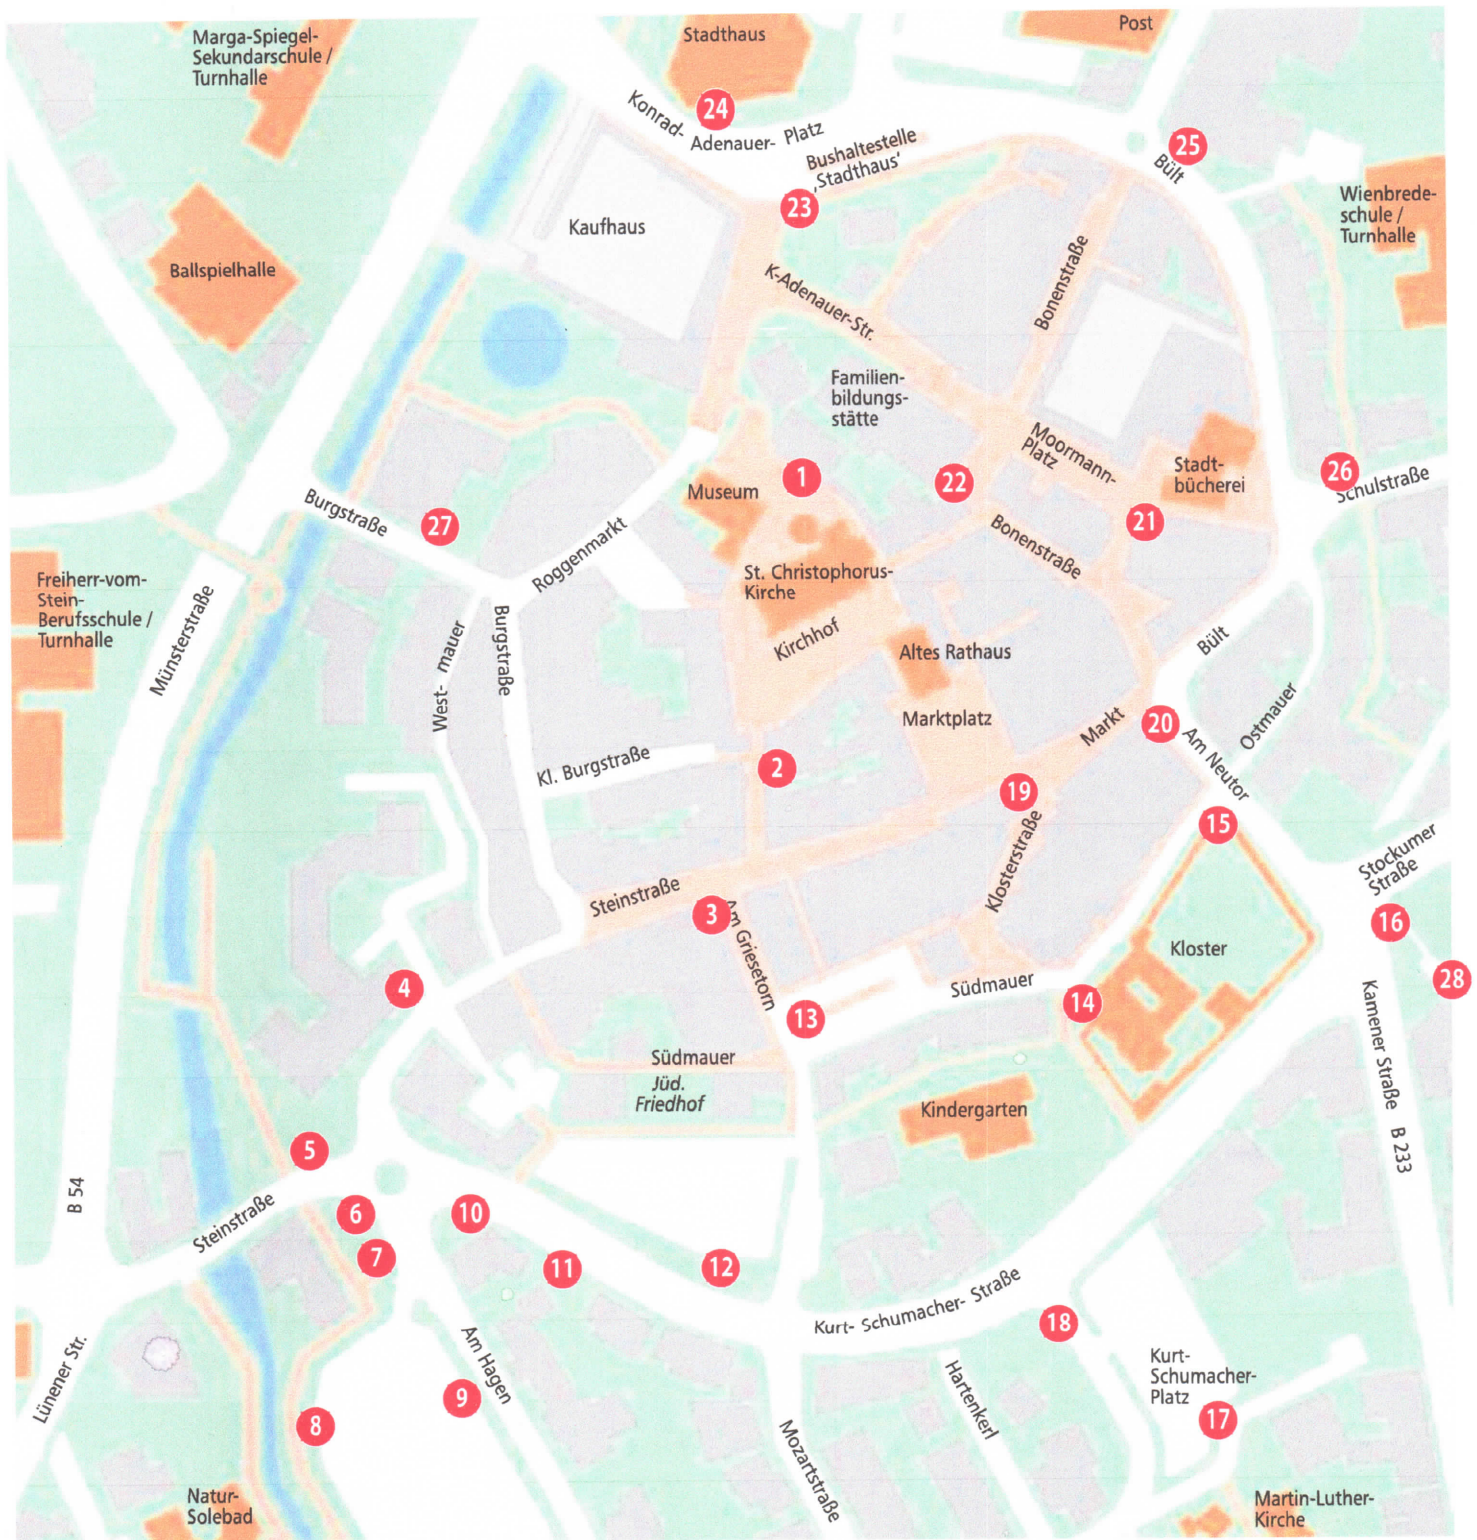 Marga-Spiegel-
Sekundarschule /
Turnhalle
Stadthaus
Post
24
Konrad-
Adenauer-
Platz
Bushaltestelle
‚Stadthaus'
25
Bült
23
Wienbrede-
schule /
Turnhalle
Kaufhaus
Ballspielhalle
K-Adenauer-Str.
Bonenstraße
Familien-
bildungs-
stätte
Moormann-
Platz
Stadt-
bücherei
26
Schulstraße
1
22
Museum
21
Burgstraße
27
Roggenmarkt
Bonenstraße
Freiherr-vom-
Stein-
Berufsschule /
Turnhalle
St. Christophorus-
Kirche
Münsterstraße
West-
mauer
Burgstraße
Kirchhof
Altes Rathaus
Bült
Marktplatz
Markt
20
Ostmauer
Am Neutor
Kl. Burgstraße
2
19
15
Klosterstraße
Stockumer
Straße
Steinstraße
3
Am Griesetorn
16
Kloster
4
Südmauer
14
28
13
Kamener Straße
B 233
Südmauer
Jüd.
Friedhof
Kindergarten
5
B 54
Steinstraße
6
10
7
11
12
Kurt- Schumacher- Straße
18
Lünener Str.
Am Hagen
Hartenkerl
Kurt-
Schumacher-
Platz
9
8
17
Mozartstraße
Natur-
Solebad
Martin-Luther-
Kirche